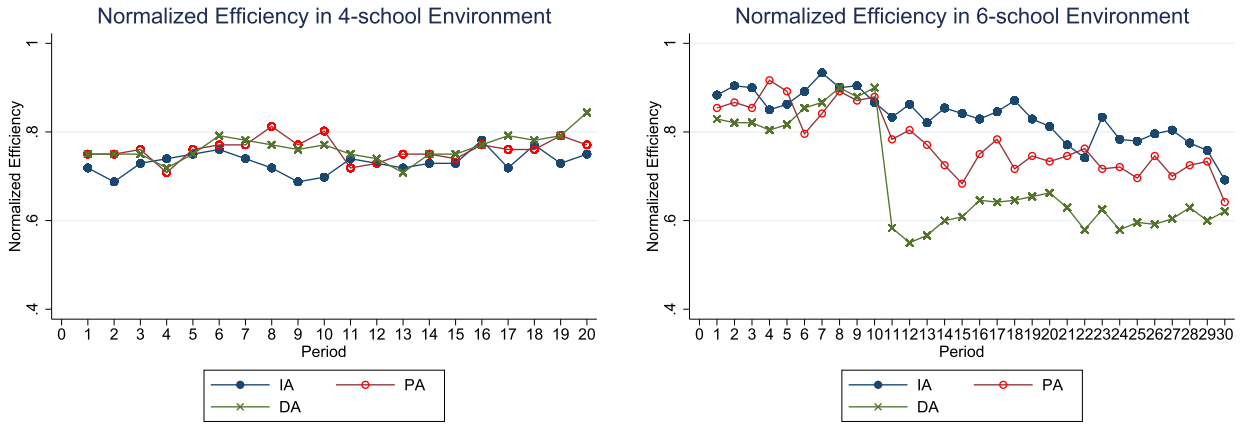 Normalized Efficiency in 4-school Environment
Normalized Efficiency
1
.8
.6
.4
0 1 2 3 4 5 6 7 8 9 10 11 12 13 14 15 16 17 18 19 20
Period
IA PA
DA
Normalized Efficiency in 6-school Environment
Normalized Efficiency
1
.8
.6
.4
0 1 2 3 4 5 6 7 8 9 10 11 12 13 14 15 16 17 18 19 20 21 22 23 24 25 26 27 28 29 30
Period
IA PA
DA